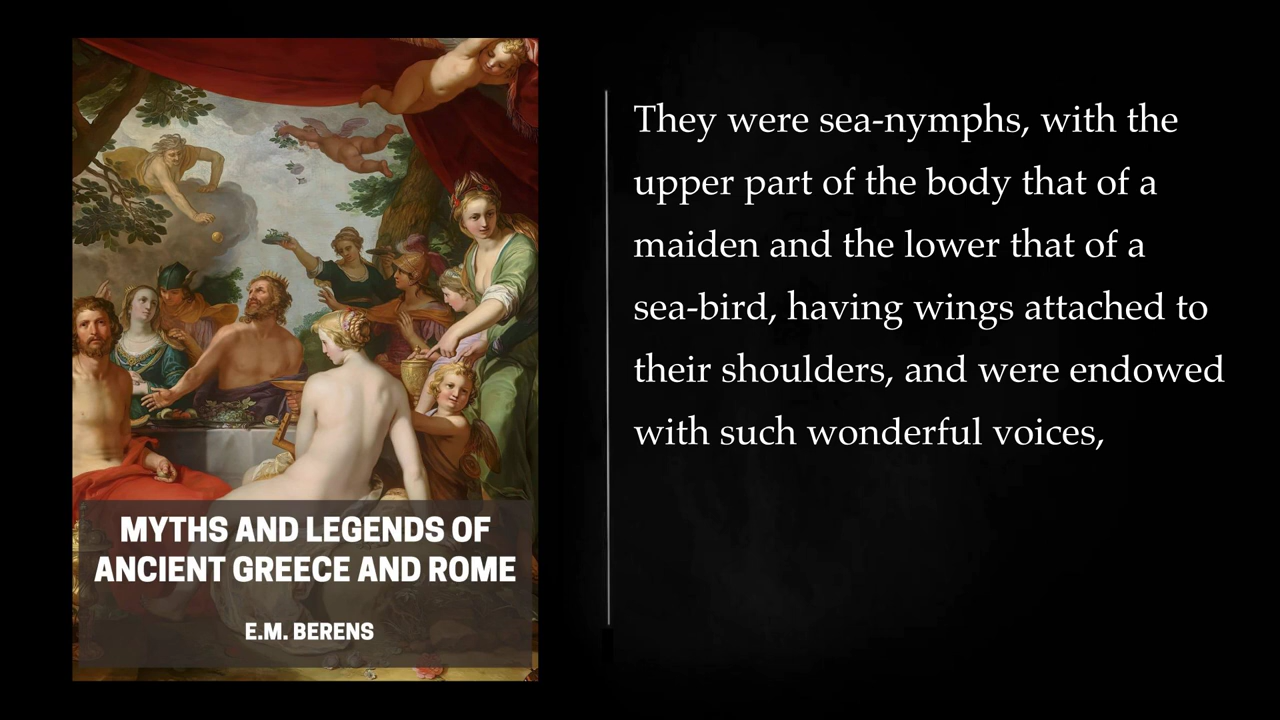 MYTHS AND LEGENDS OF
ANCIENT GREECE AND ROME
E.M. BERENS
They were sea-nymphs, with the
upper part of the body that of a
maiden and the lower that of a
sea-bird, having wings attached to
their shoulders, and were endowed
with such wonderful voices,